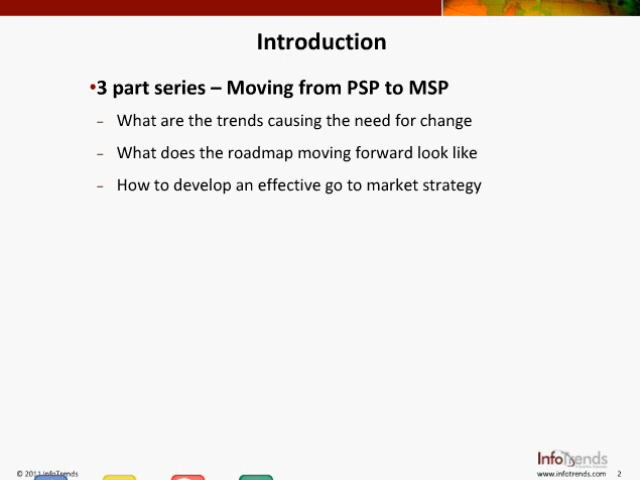 Introduction
•3 part series – Moving from PSP to MSP
– What are the trends causing the need for change
– What does the roadmap moving forward look like
– How to develop an effective go to market strategy
InfoTrends
© 2011 InfoTrends
www.infotrends.com 2